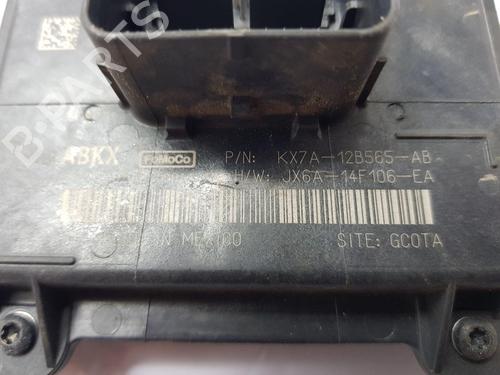 ABKX FoMoCo P/N: KX7A-12B565-AB
H/W: JX6A-14F106-EA
IN MEXICO SITE: GCOTA
B-PARTS